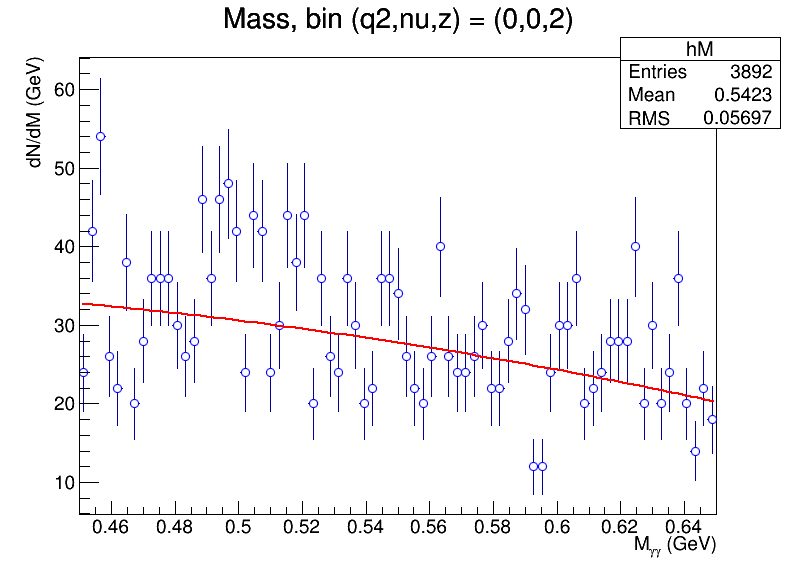 Mass, bin (q2,nu,z) = (0,0,2)
hM
Entries 3892
Mean 0.5423
RMS 0.05697
dN/dM (GeV)
60
50
40
30
20
10
0.46 0.48 0.5 0.52 0.54 0.56 0.58 0.6 0.62 0.64
Mγγ (GeV)